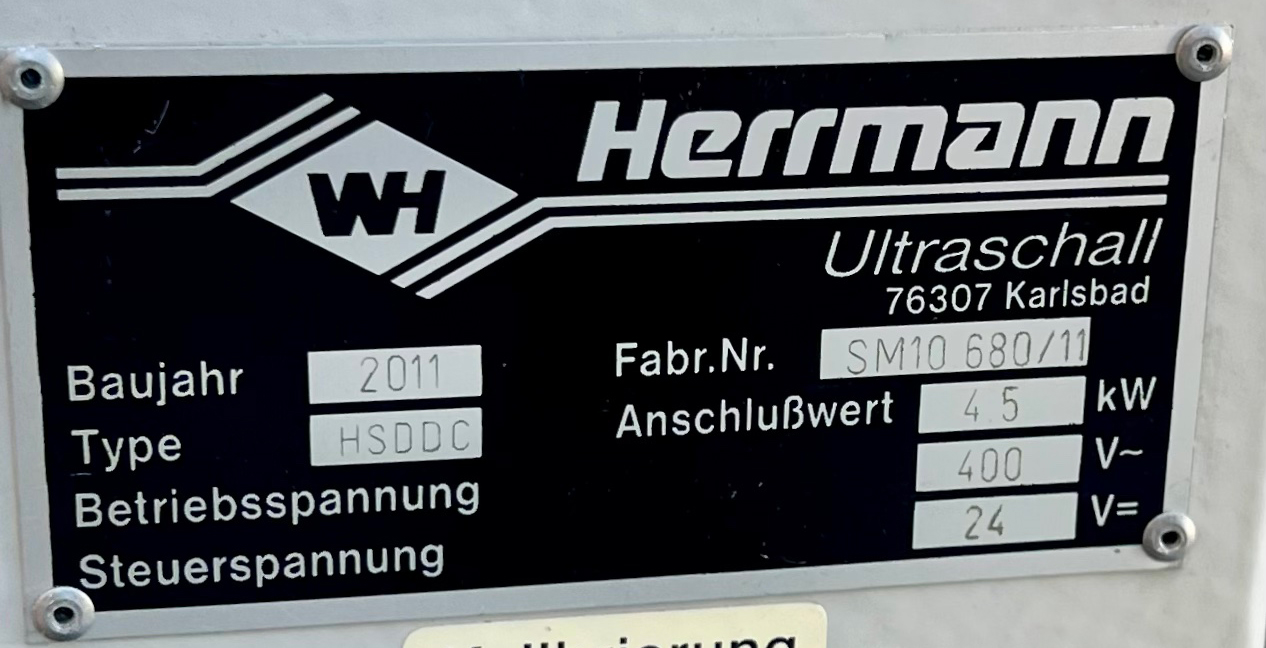 WH
Herrmann
Ultraschall
76307 Karlsbad
Baujahr 2011 Fabr.Nr. SM10 680/11
Type HSDDC Anschlußwert 4.5 kW
Betriebsspannung 400 V~
Steuerspannung 24 V=